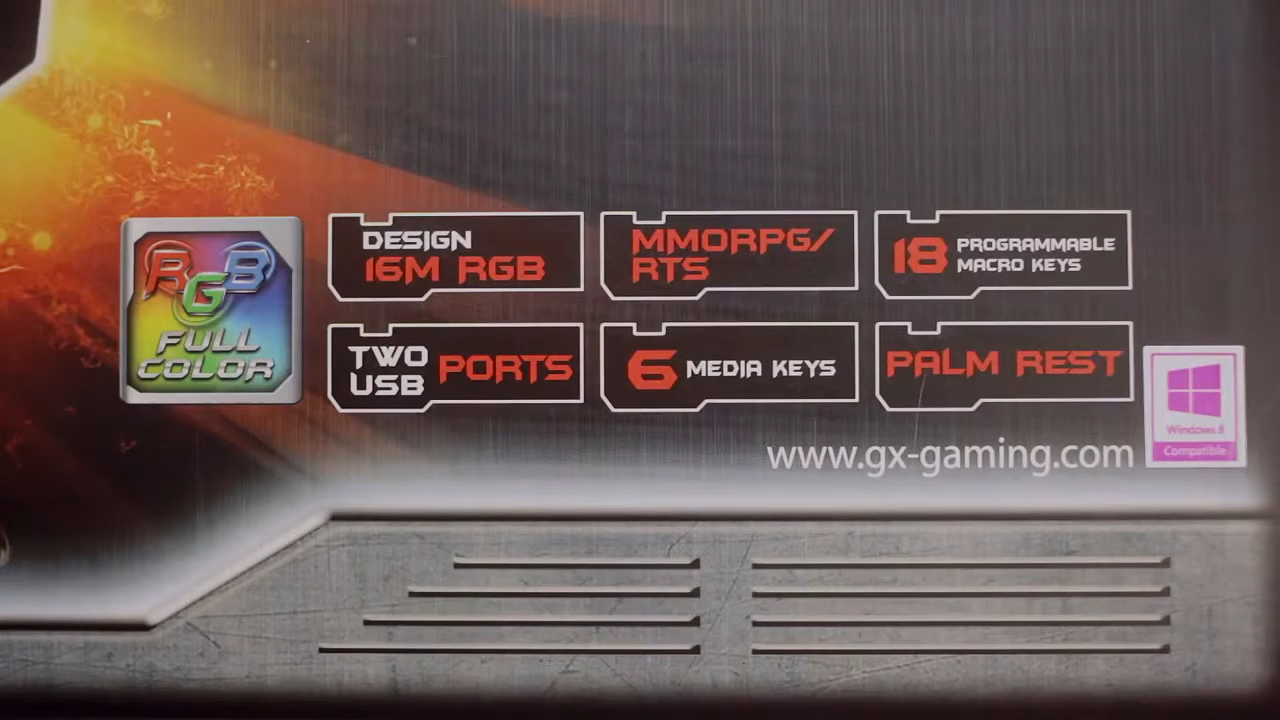 RGB
FULL
COLOR
DESIGN
16M RGB
MMORPG/
RTS
18 PROGRAMMABLE
MACRO KEYS
TWO
USB PORTS
6 MEDIA KEYS
PALM REST
www.gx-gaming.com
Windows 8
Compatible